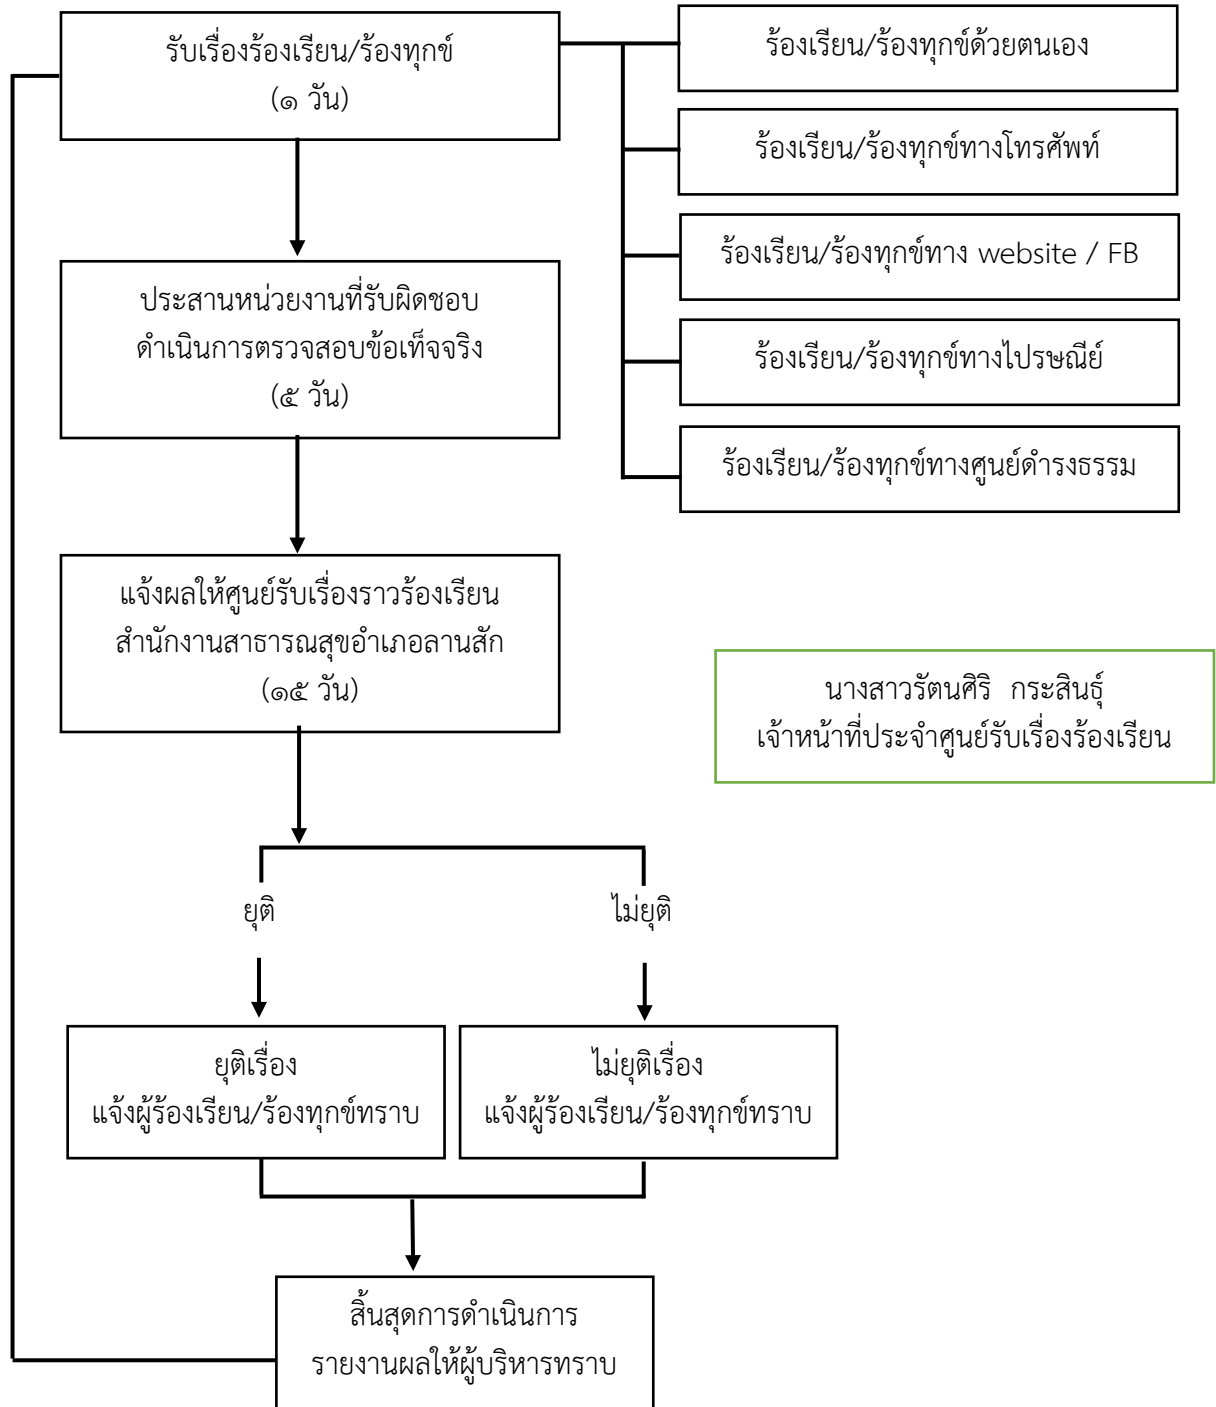 รับเรื่องร้องเรียน/ร้องทุกข์
(๑ วัน)
ร้องเรียน/ร้องทุกข์ด้วยตนเอง
ร้องเรียน/ร้องทุกข์ทางโทรศัพท์
ร้องเรียน/ร้องทุกข์ทาง website / FB
ร้องเรียน/ร้องทุกข์ทางไปรษณีย์
ร้องเรียน/ร้องทุกข์ทางศูนย์ดำรงธรรม
ประสานหน่วยงานที่รับผิดชอบ
ดำเนินการตรวจสอบข้อเท็จจริง
(๕ วัน)
แจ้งผลให้ศูนย์รับเรื่องราวร้องเรียน
สำนักงานสาธารณสุขอำเภอลานสัก
(๑๕ วัน)
นางสาวรัตนศิริ กระสินธุ์
เจ้าหน้าที่ประจำศูนย์รับเรื่องร้องเรียน
ยุติ
ไม่ยุติ
ยุติเรื่อง
แจ้งผู้ร้องเรียน/ร้องทุกข์ทราบ
ไม่ยุติเรื่อง
แจ้งผู้ร้องเรียน/ร้องทุกข์ทราบ
สิ้นสุดการดำเนินการ
รายงานผลให้ผู้บริหารทราบ